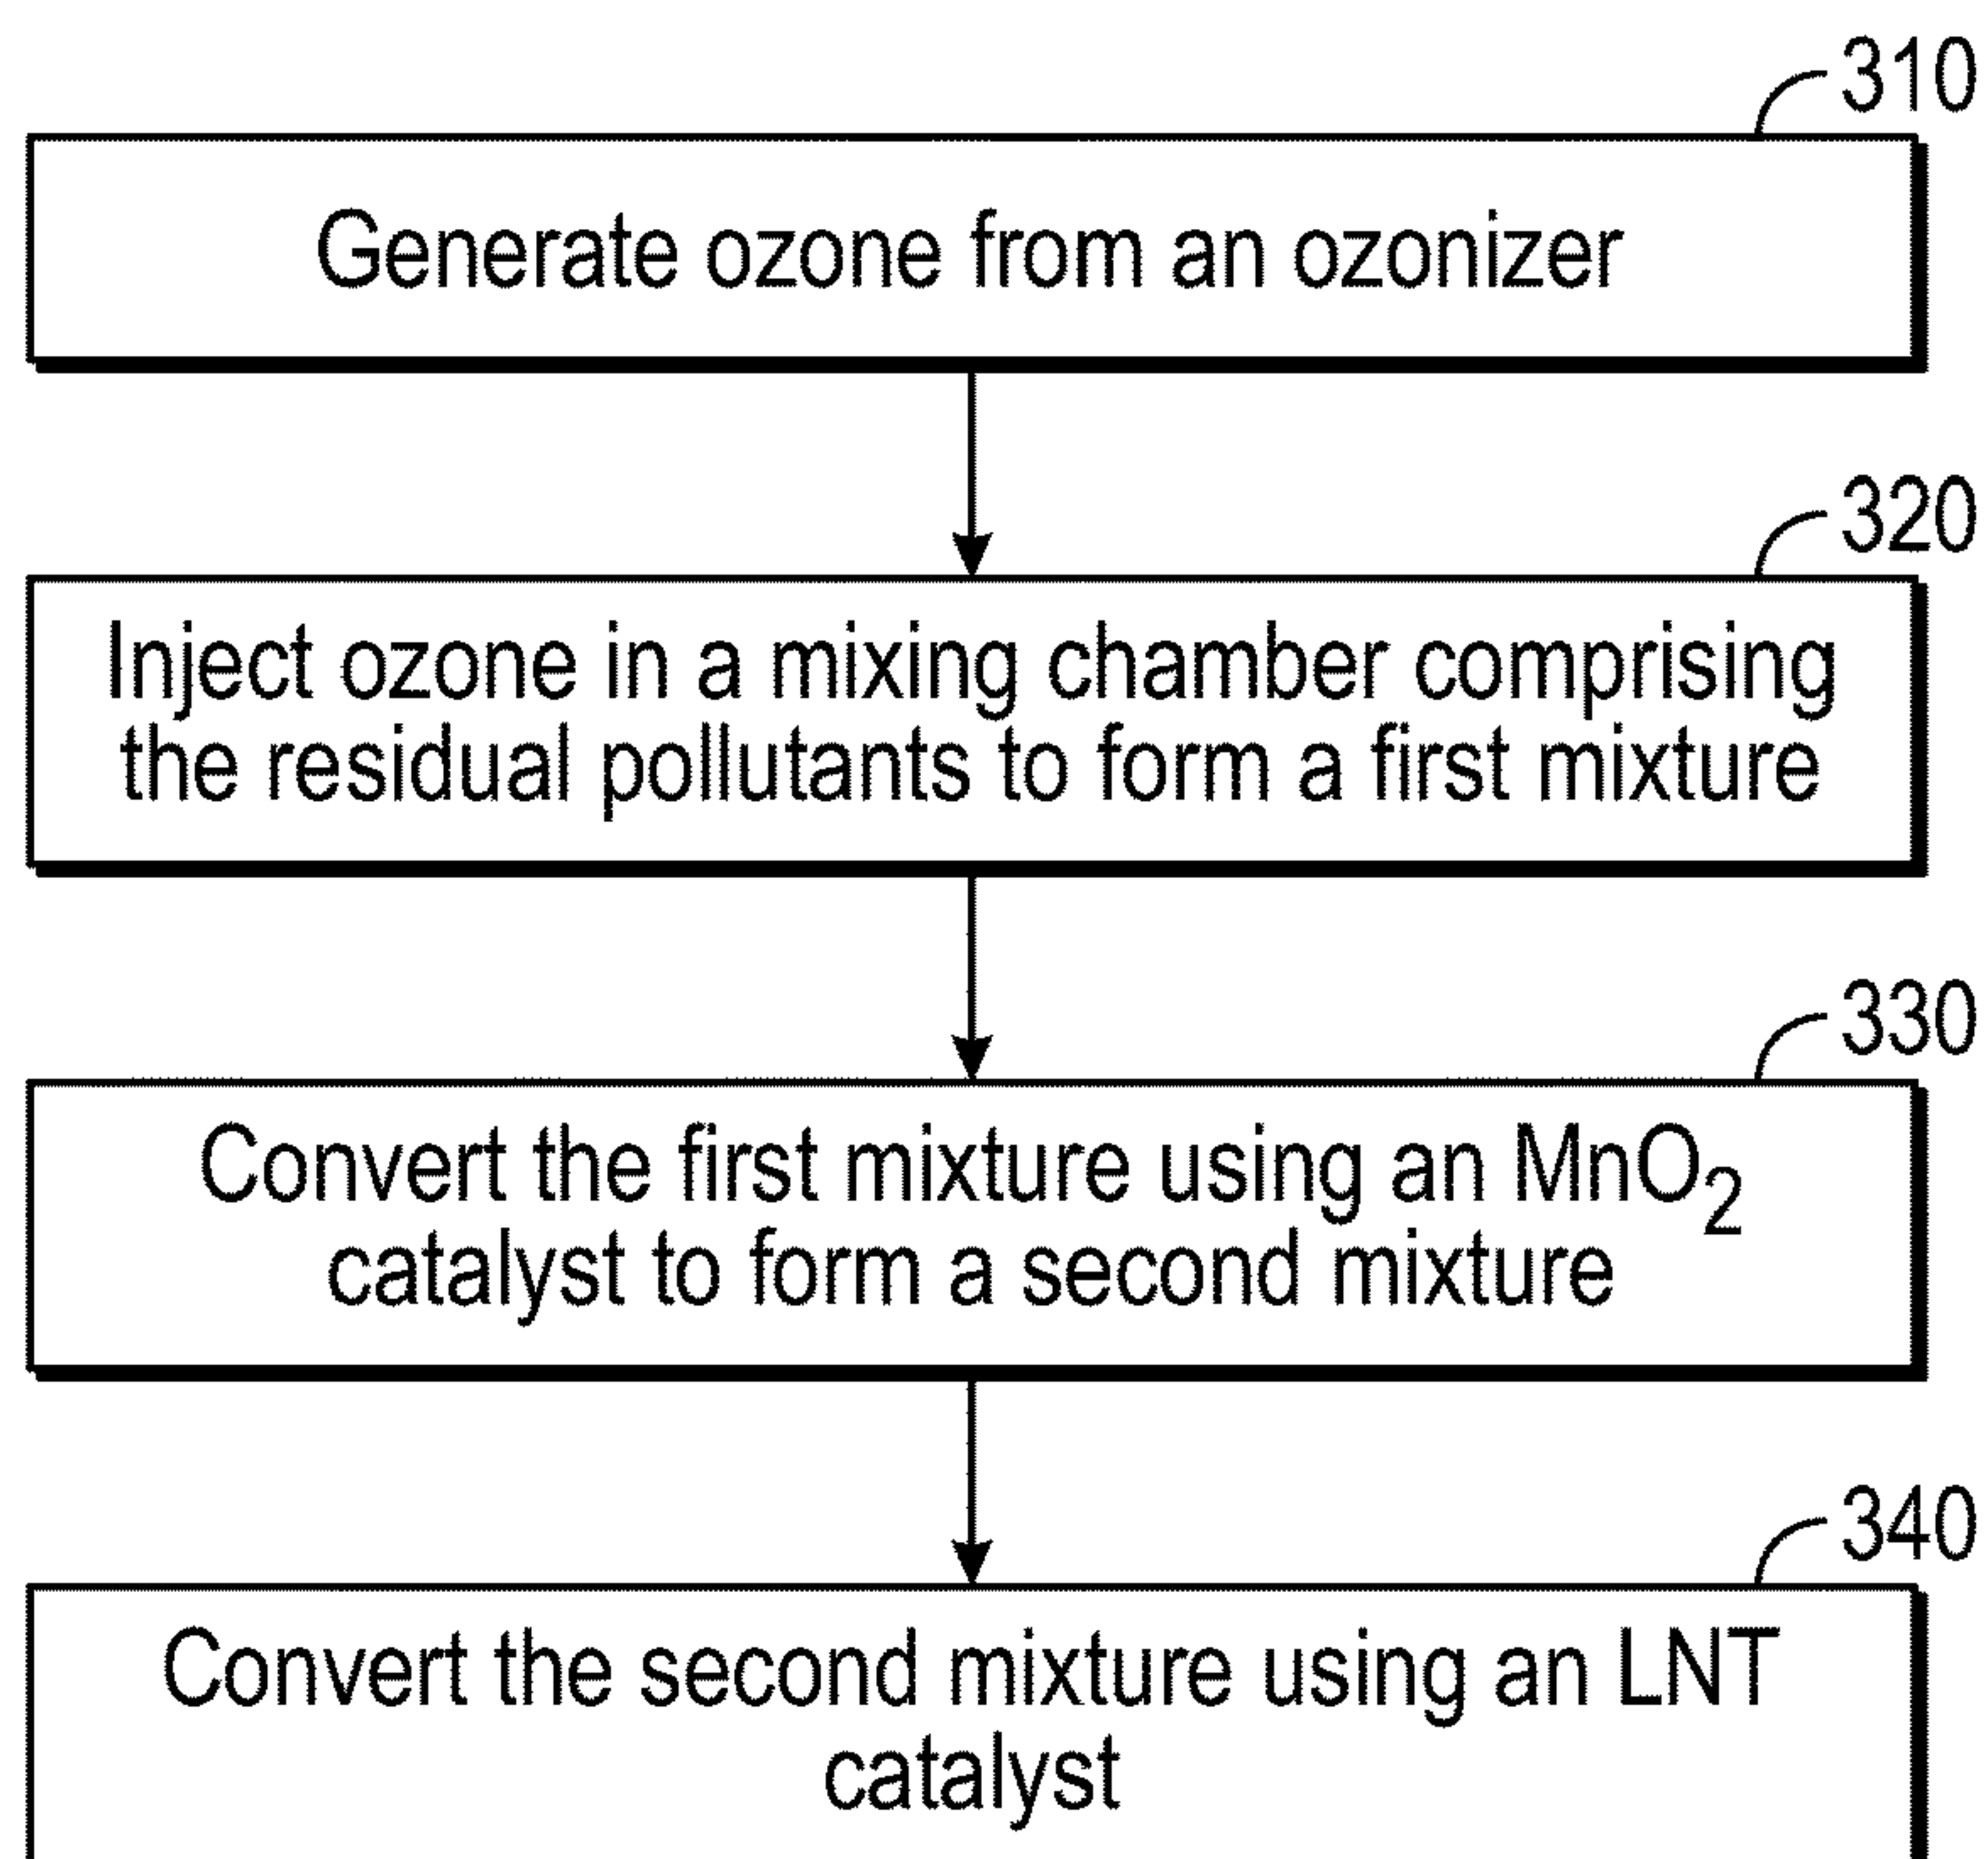 310
Generate ozone from an ozonizer
320
Inject ozone in a mixing chamber comprising
the residual pollutants to form a first mixture
330
Convert the first mixture using an MnO₂
catalyst to form a second mixture
340
Convert the second mixture using an LNT
catalyst